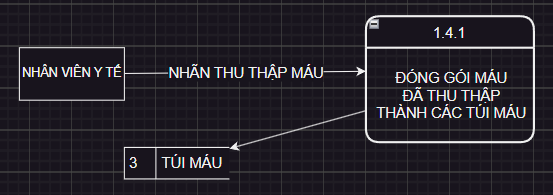 1.4.1
NHÂN VIÊN Y TẾ
NHÃN THU THẬP MÁU
ĐÓNG GÓI MÁU
ĐÃ THU THẬP
THÀNH CÁC TÚI MÁU
3 TÚI MÁU